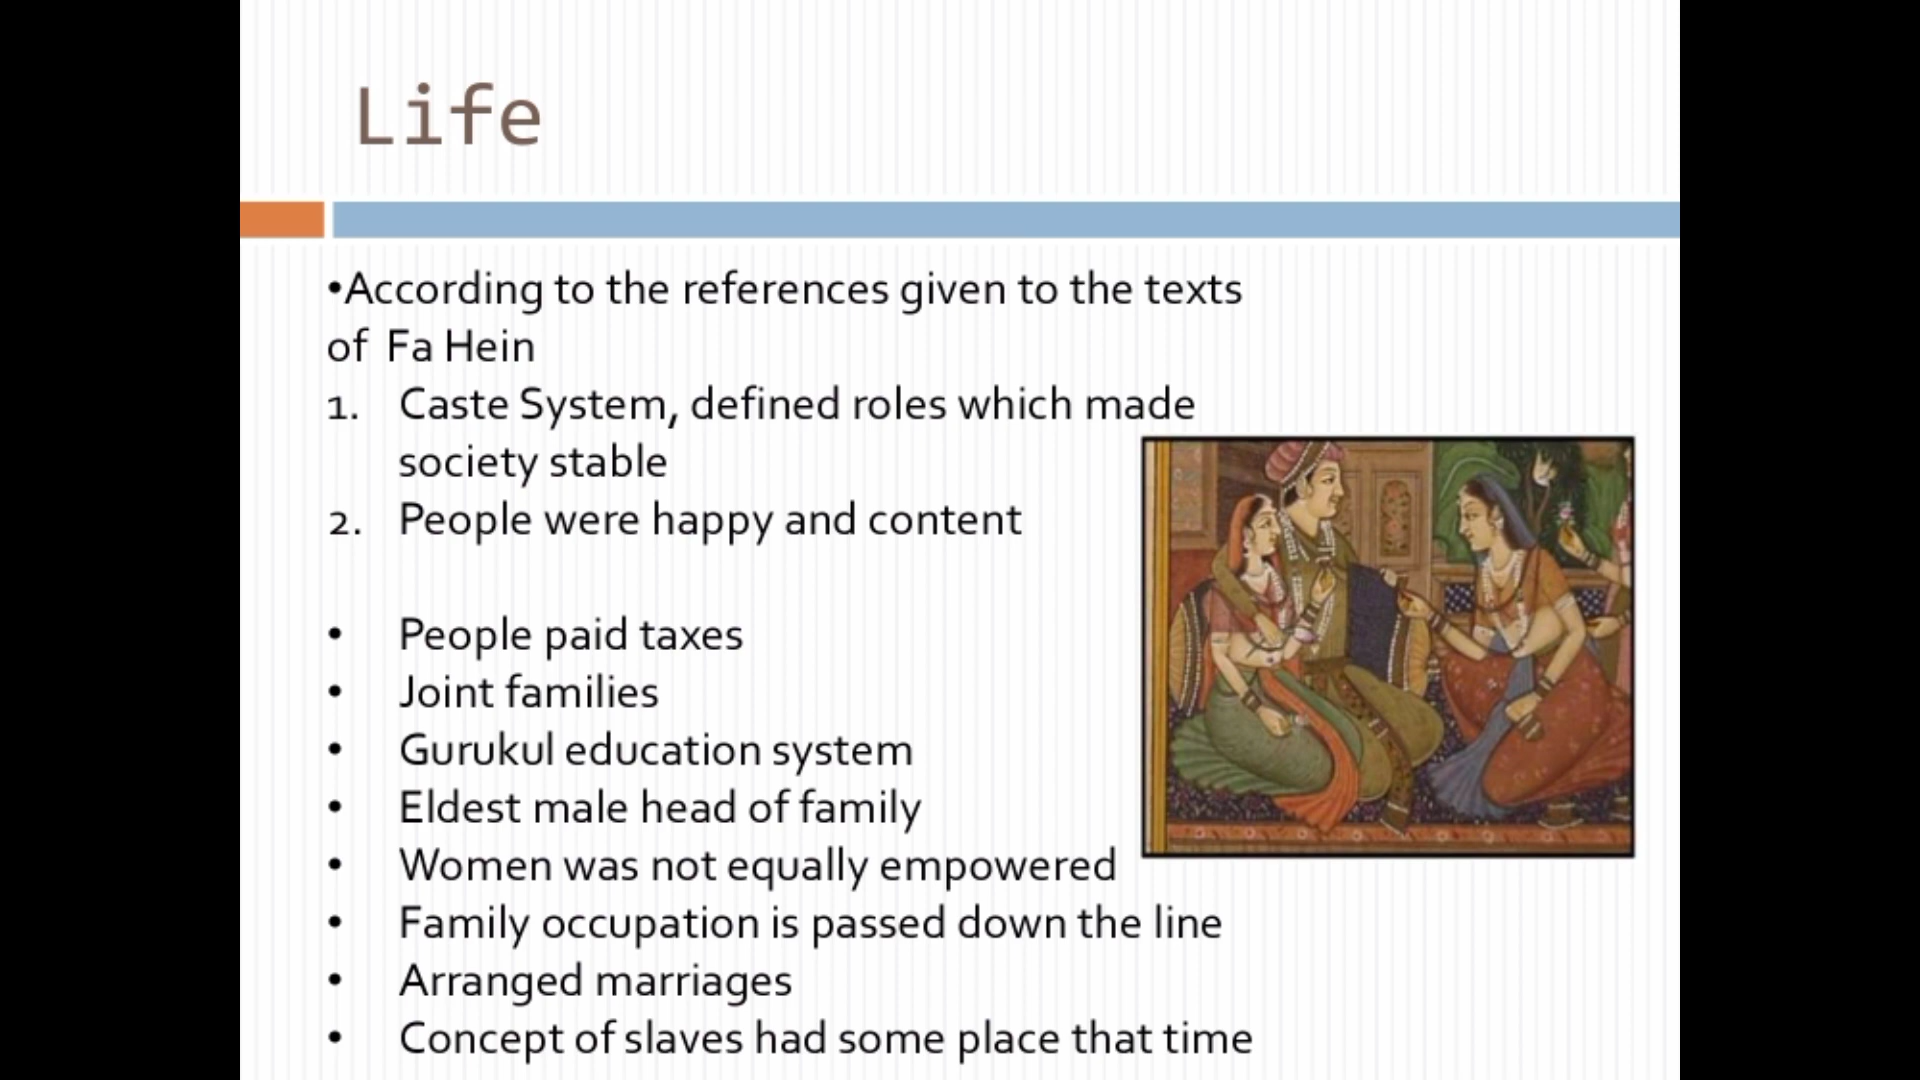 Life
•According to the references given to the texts
of Fa Hein
1. Caste System, defined roles which made
society stable
2. People were happy and content
• People paid taxes
• Joint families
• Gurukul education system
• Eldest male head of family
• Women was not equally empowered
• Family occupation is passed down the line
• Arranged marriages
• Concept of slaves had some place that time